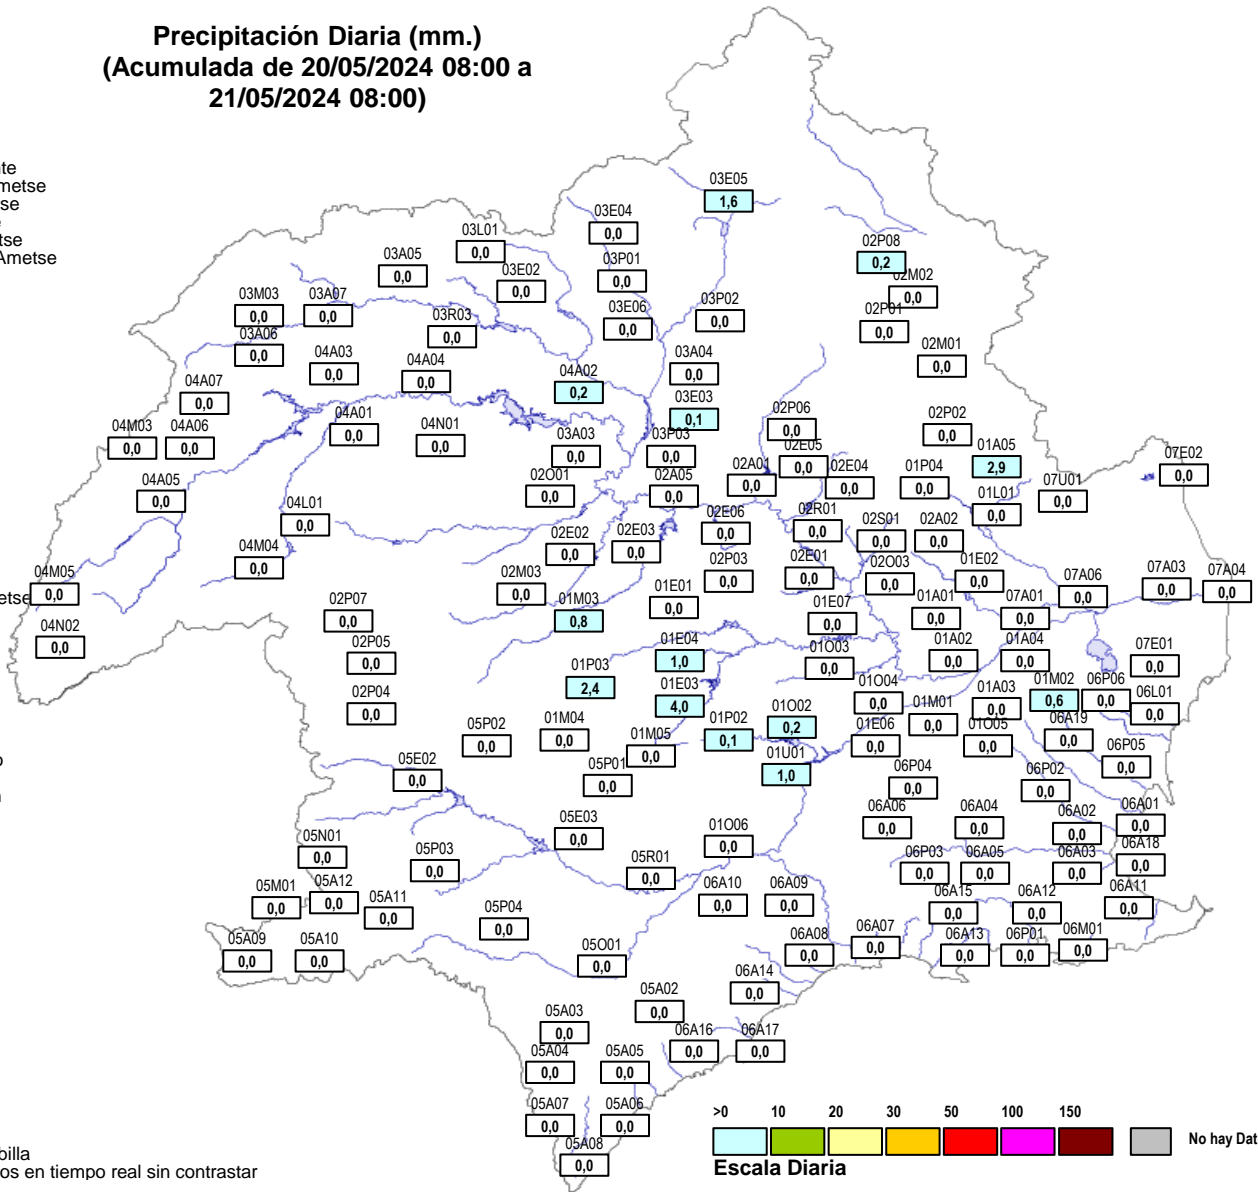 Precipitación Diaria (mm.)
(Acumulada de 20/05/2024 08:00 a
21/05/2024 08:00)
nte
metse
tse
e
tse
Ametse
03E05
1,6
03E04
0,0
03L01
0,0
02P08
0,2
03A05
0,0
03E02
0,0
03P01
0,0
02M02
0,0
03M03
0,0
03A07
0,0
03R03
0,0
03E06
0,0
03P02
0,0
02P01
0,0
03A06
0,0
04A03
0,0
04A04
0,0
04A02
0,2
03A04
0,0
02M01
0,0
04A07
0,0
03E03
0,1
04M03
0,0
04A06
0,0
04A01
0,0
04N01
0,0
03A03
0,0
03P03
0,0
02P06
0,0
02P02
0,0
02E05
0,0
01A05
2,9
07E02
0,0
04A05
0,0
02O01
0,0
02A05
0,0
02A01
0,0
02E04
0,0
01P04
0,0
07U01
0,0
04L01
0,0
01L01
0,0
02E06
0,0
02R01
0,0
02S01
0,0
02A02
0,0
04M04
0,0
02E02
0,0
02E03
0,0
04M05
0,0
etse
02M03
0,0
02P03
0,0
02E01
0,0
02O03
0,0
01E02
0,0
07A06
0,0
07A03
0,0
07A04
0,0
04N02
0,0
02P07
0,0
01M03
0,8
01E01
0,0
01E07
0,0
01A01
0,0
07A01
0,0
02P05
0,0
01E04
1,0
01O03
0,0
01A02
0,0
01A04
0,0
07E01
0,0
02P04
0,0
01P03
2,4
01E03
4,0
01O04
0,0
01M01
0,0
01A03
0,0
01M02
0,6
06P06
0,0
06L01
0,0
05P02
0,0
01M04
0,0
01M05
0,0
01P02
0,1
01O02
0,2
01E06
0,0
01O05
0,0
06A19
0,0
06P05
0,0
05E02
0,0
05P01
0,0
01U01
1,0
06P04
0,0
06P02
0,0
05E03
0,0
01O06
0,0
06A06
0,0
06A04
0,0
06A02
0,0
06A01
0,0
05N01
0,0
05P03
0,0
05R01
0,0
06P03
0,0
06A05
0,0
06A03
0,0
06A18
0,0
05M01
0,0
05A12
0,0
05A11
0,0
06A10
0,0
06A09
0,0
06A15
0,0
06A12
0,0
06A11
0,0
05P04
0,0
05A09
0,0
05A10
0,0
05O01
0,0
06A08
0,0
06A07
0,0
06A13
0,0
06P01
0,0
06M01
0,0
06A14
0,0
05A02
0,0
05A03
0,0
06A16
0,0
06A17
0,0
05A04
0,0
05A05
0,0
05A07
0,0
05A06
0,0
05A08
0,0
>0 10 20 30 50 100 150
No hay Dat
Escala Diaria
billa
os en tiempo real sin contrastar